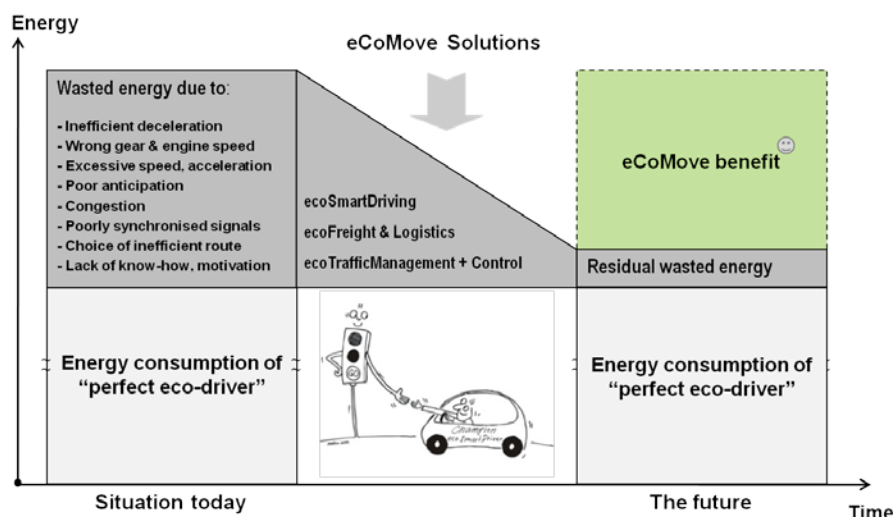 Energy
eCoMove Solutions
Wasted energy due to:
- Inefficient deceleration
- Wrong gear & engine speed
- Excessive speed, acceleration
- Poor anticipation
- Congestion
- Poorly synchronised signals
- Choice of inefficient route
- Lack of know-how, motivation
ecoSmartDriving
ecoFreight & Logistics
ecoTrafficManagement + Control
eCoMove benefit
Residual wasted energy
Energy consumption of
“perfect eco-driver”
GO
Champion
ecoSmartDriver
Energy consumption of
“perfect eco-driver”
Situation today
The future
Time